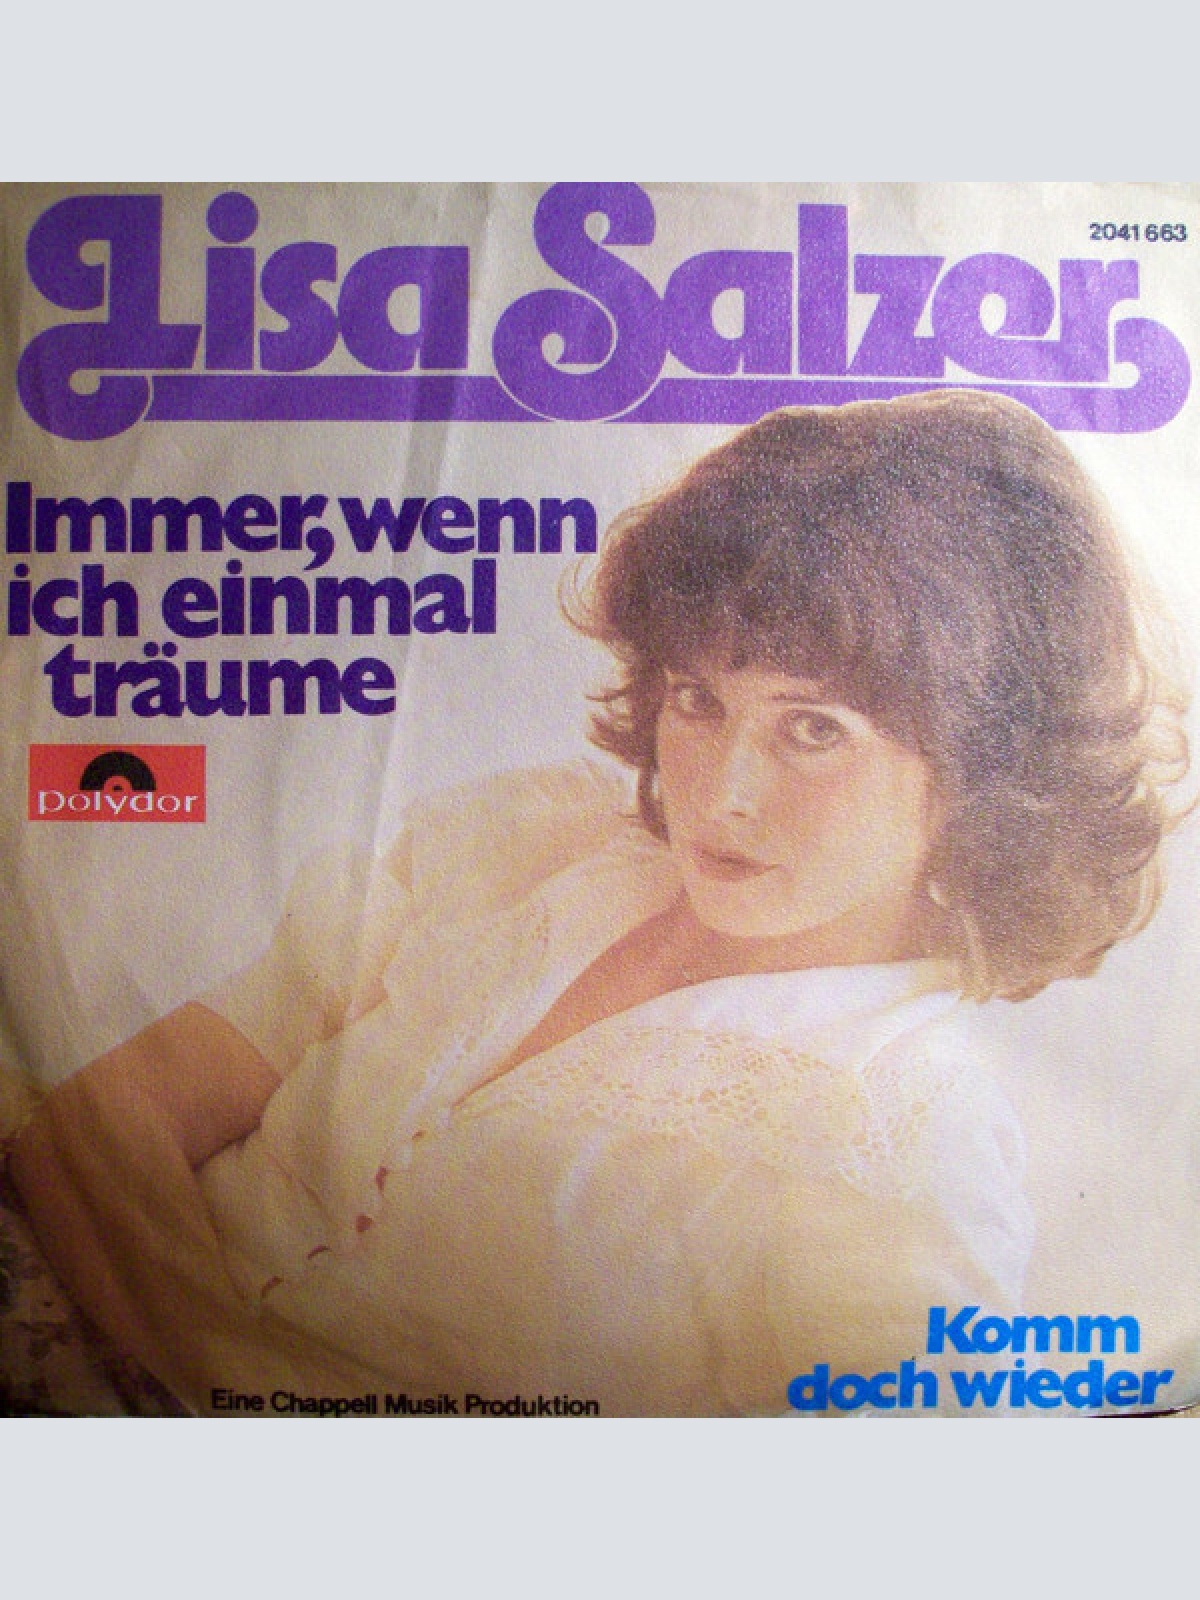 Lisa Salzer
2041 663
Immer, wenn
ich einmal
träume
polydor
Komm
doch wieder
Eine Chappell Musik Produktion